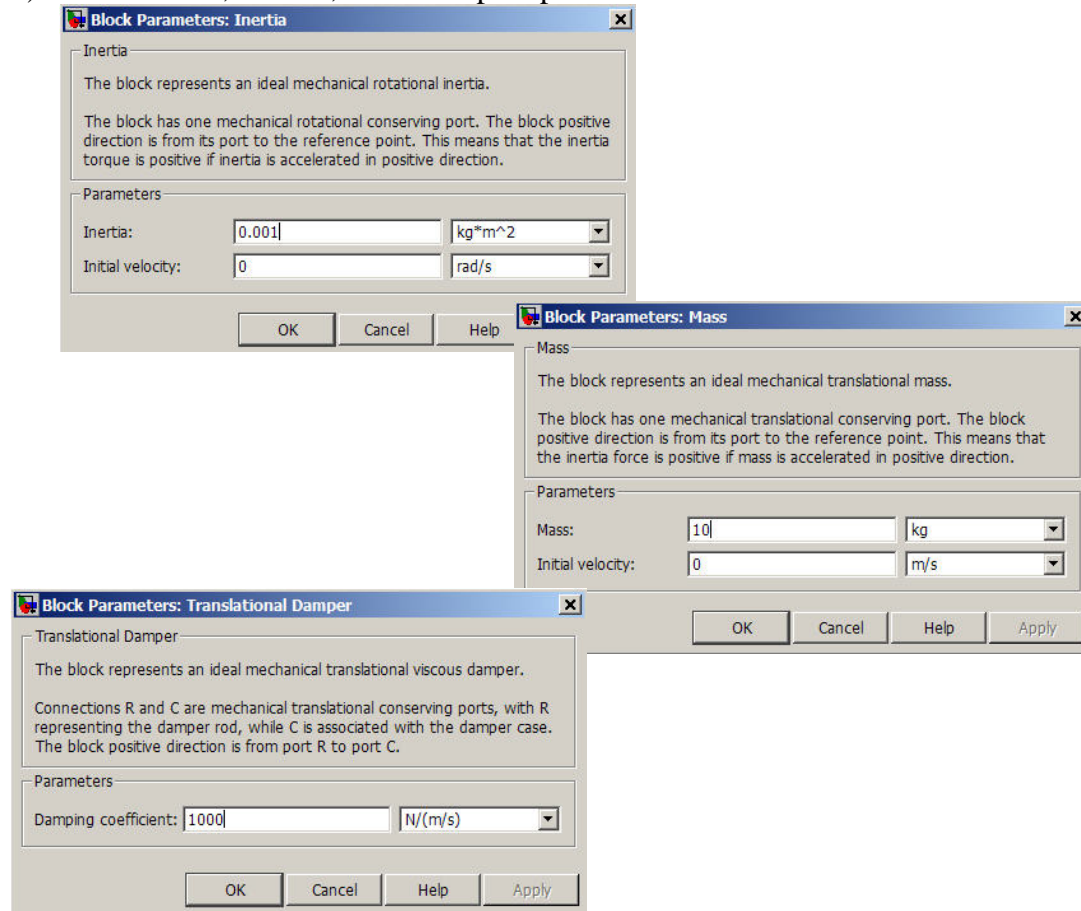 Block Parameters: Inertia
Inertia
The block represents an ideal mechanical rotational inertia.
The block has one mechanical rotational conserving port. The block positive
direction is from its port to the reference point. This means that the inertia
torque is positive if inertia is accelerated in positive direction.
Parameters
Inertia: 0.001 kg*m^2
Initial velocity: 0 rad/s
OK Cancel Help
Block Parameters: Mass
Mass
The block represents an ideal mechanical translational mass.
The block has one mechanical translational conserving port. The block
positive direction is from its port to the reference point. This means that
the inertia force is positive if mass is accelerated in positive direction.
Parameters
Mass: 10 kg
Initial velocity: 0 m/s
OK Cancel Help Apply
Block Parameters: Translational Damper
Translational Damper
The block represents an ideal mechanical translational viscous damper.
Connections R and C are mechanical translational conserving ports, with R
representing the damper rod, while C is associated with the damper case.
The block positive direction is from port R to port C.
Parameters
Damping coefficient: 1000 N/(m/s)
OK Cancel Help Apply